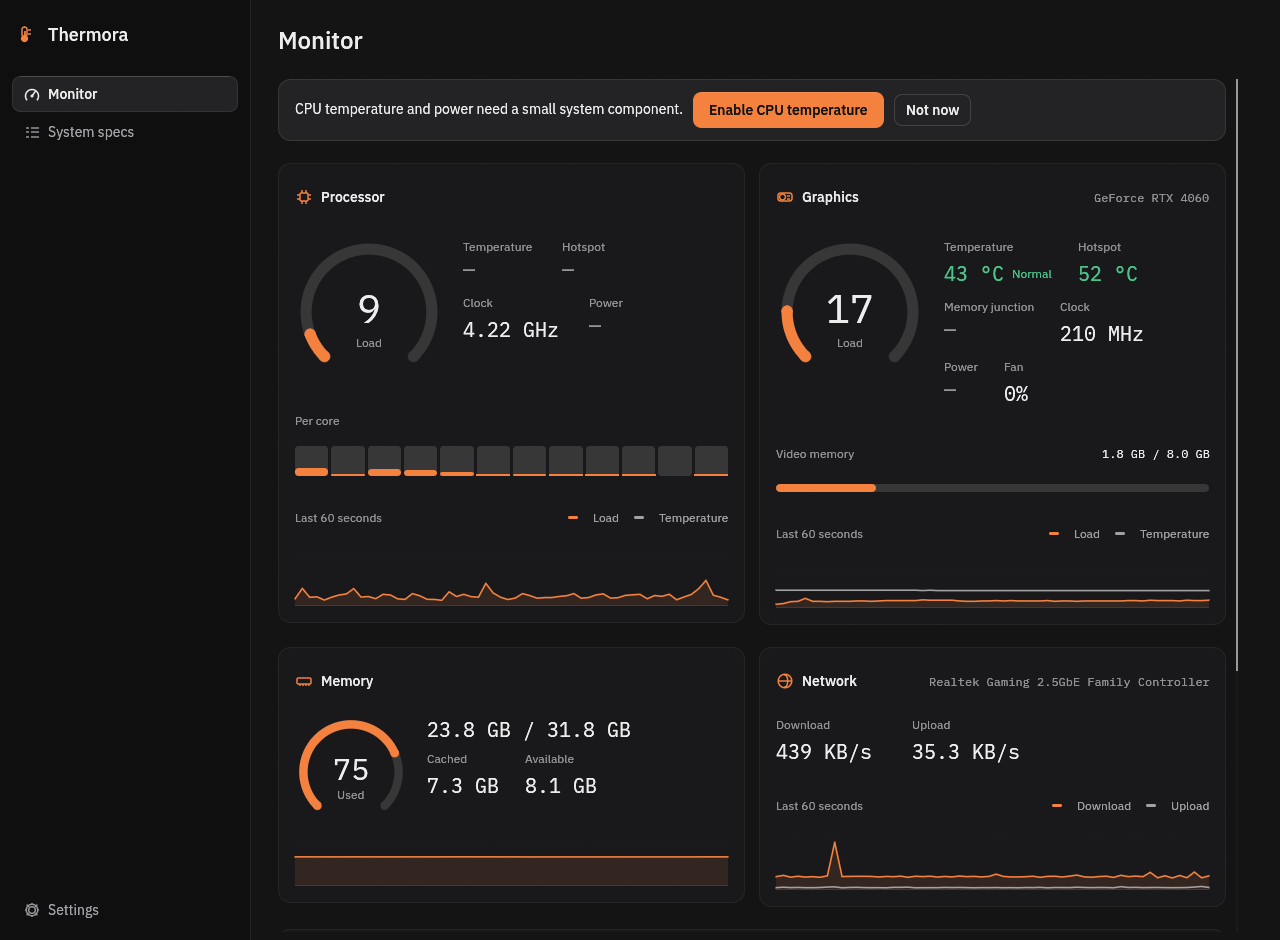 Thermora
Monitor
System specs
Settings
Monitor
CPU temperature and power need a small system component. Enable CPU temperature Not now
Processor
9
Load
Temperature Hotspot
— —
Clock Power
4.22 GHz —
Per core
Last 60 seconds Load Temperature
Graphics GeForce RTX 4060
17
Load
Temperature Hotspot
43 °C Normal 52 °C
Memory junction Clock
— 210 MHz
Power Fan
— 0%
Video memory 1.8 GB / 8.0 GB
Last 60 seconds Load Temperature
Memory
75
Used
23.8 GB / 31.8 GB
Cached Available
7.3 GB 8.1 GB
Network Realtek Gaming 2.5GbE Family Controller
Download Upload
439 KB/s 35.3 KB/s
Last 60 seconds Download Upload